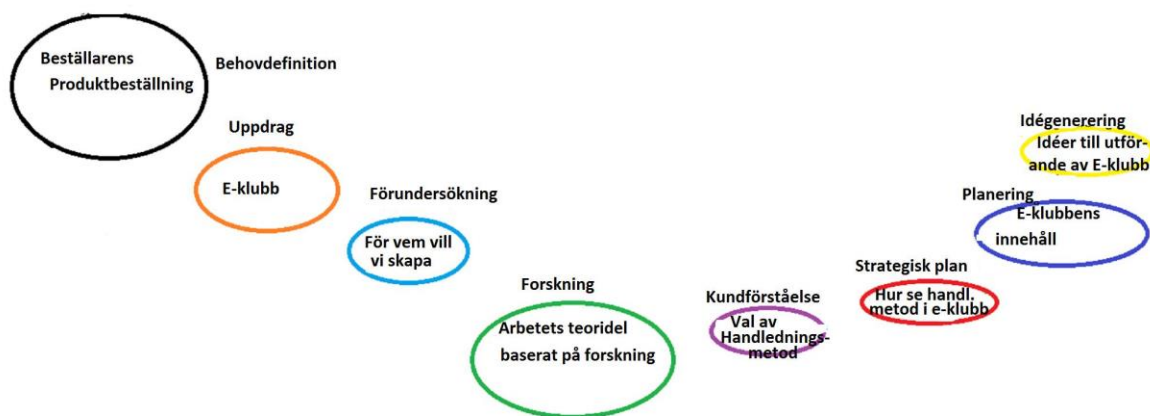 Beställarens
Produktbeställning
Behovdefinition
Uppdrag
E-klubb
Förundersökning
För vem vill
vi skapa
Forskning
Arbetets teoridel
baserat på forskning
Kundförståelse
Val av
Handlednings-
metod
Strategisk plan
Hur se handl.
metod i e-klubb
Planering
E-klubbens
innehåll
Idégenerering
Idéer till utför-
ande av E-klubb